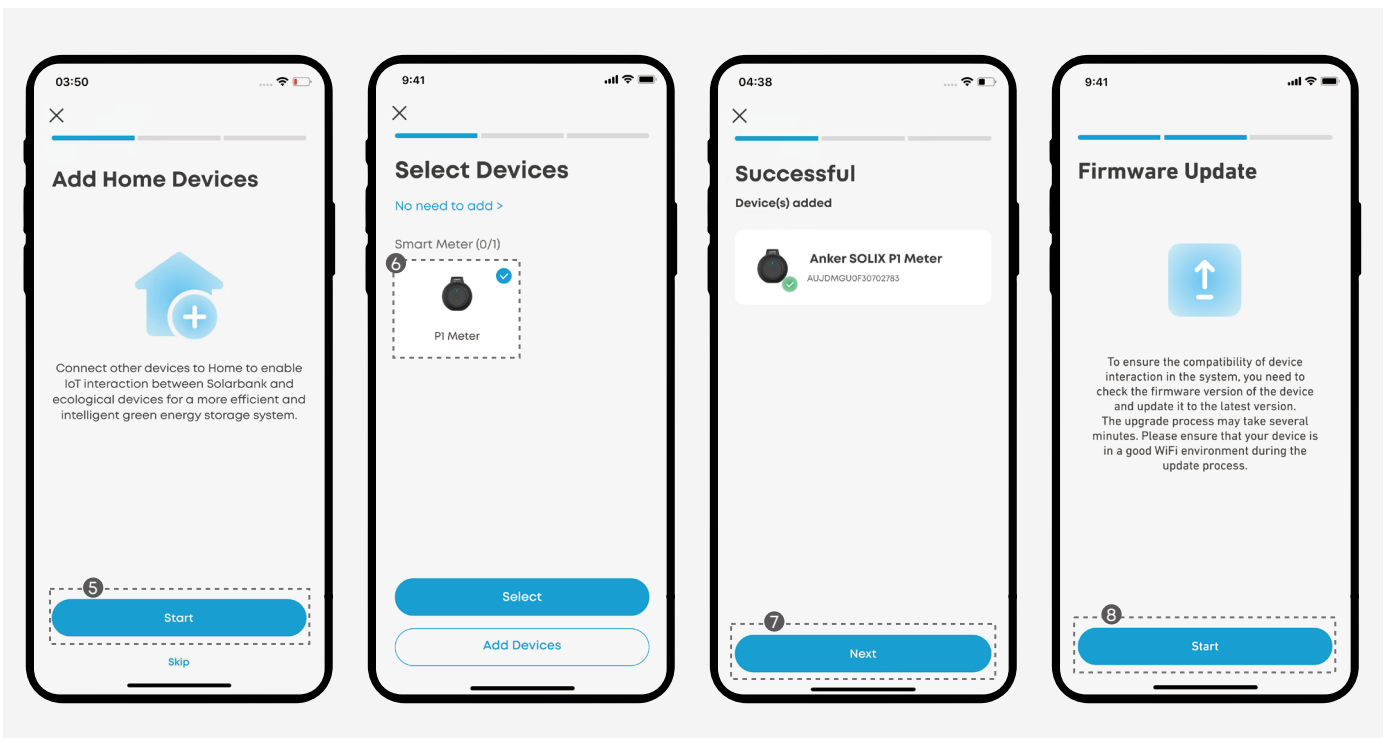 03:50
Add Home Devices
Connect other devices to Home to enable
IoT interaction between Solarbank and
ecological devices for a more efficient and
intelligent green energy storage system.
5
Start
Skip
9:41
Select Devices
No need to add >
Smart Meter (0/1)
6
P1 Meter
Select
Add Devices
04:38
Successful
Device(s) added
Anker SOLIX P1 Meter
AUJDMGU0F30702783
7
Next
9:41
Firmware Update
To ensure the compatibility of device
interaction in the system, you need to
check the firmware version of the device
and update it to the latest version.
The upgrade process may take several
minutes. Please ensure that your device is
in a good WiFi environment during the
update process.
8
Start